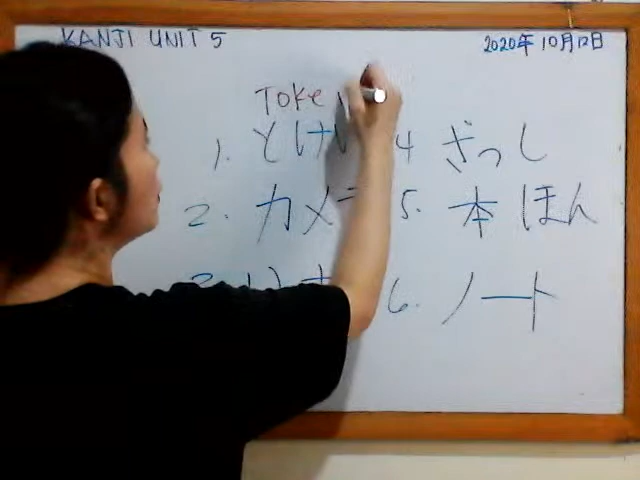 KANJI UNIT 5
2020年 10月12日
Toke
1. とけ
2. カメ
4 ざっし
5. 本 ほん
6. ノート